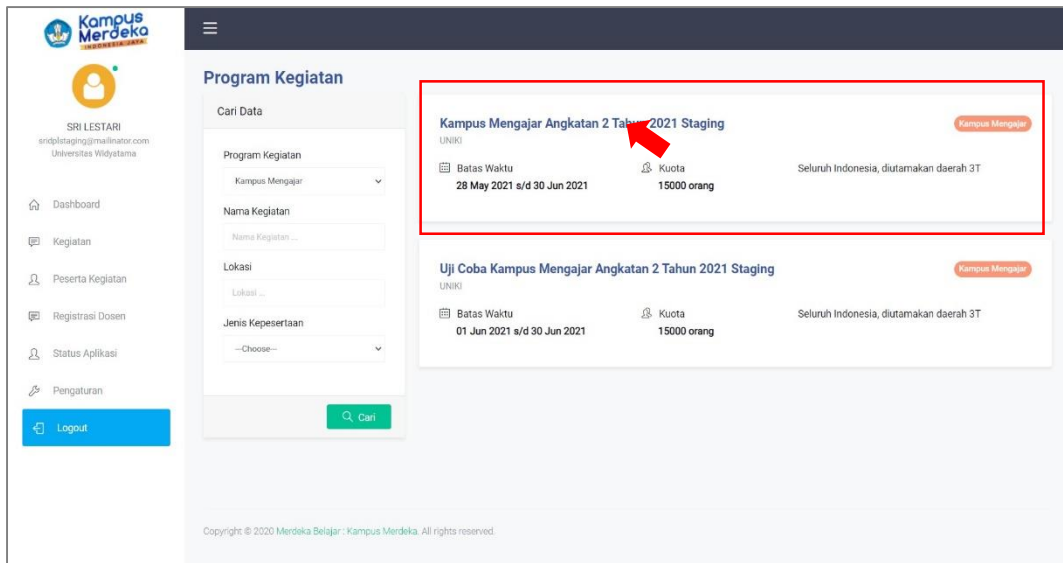 Kampus
Merdeka
INDONESIA JAYA
SRI LESTARI
sridplstaging@mailinator.com
Universitas Widyatama
Dashboard
Kegiatan
Peserta Kegiatan
Registrasi Dosen
Status Aplikasi
Pengaturan
Logout
Program Kegiatan
Cari Data
Program Kegiatan
Kampus Mengajar
Nama Kegiatan
Nama Kegiatan ...
Lokasi
Lokasi ...
Jenis Kepesertaan
---Choose---
Cari
Kampus Mengajar Angkatan 2 Tahun 2021 Staging
Kampus Mengajar
UNIKI
Batas Waktu
28 May 2021 s/d 30 Jun 2021
Kuota
15000 orang
Seluruh Indonesia, diutamakan daerah 3T
Uji Coba Kampus Mengajar Angkatan 2 Tahun 2021 Staging
Kampus Mengajar
UNIKI
Batas Waktu
01 Jun 2021 s/d 30 Jun 2021
Kuota
15000 orang
Seluruh Indonesia, diutamakan daerah 3T
Copyright © 2020 Merdeka Belajar : Kampus Merdeka. All rights reserved.